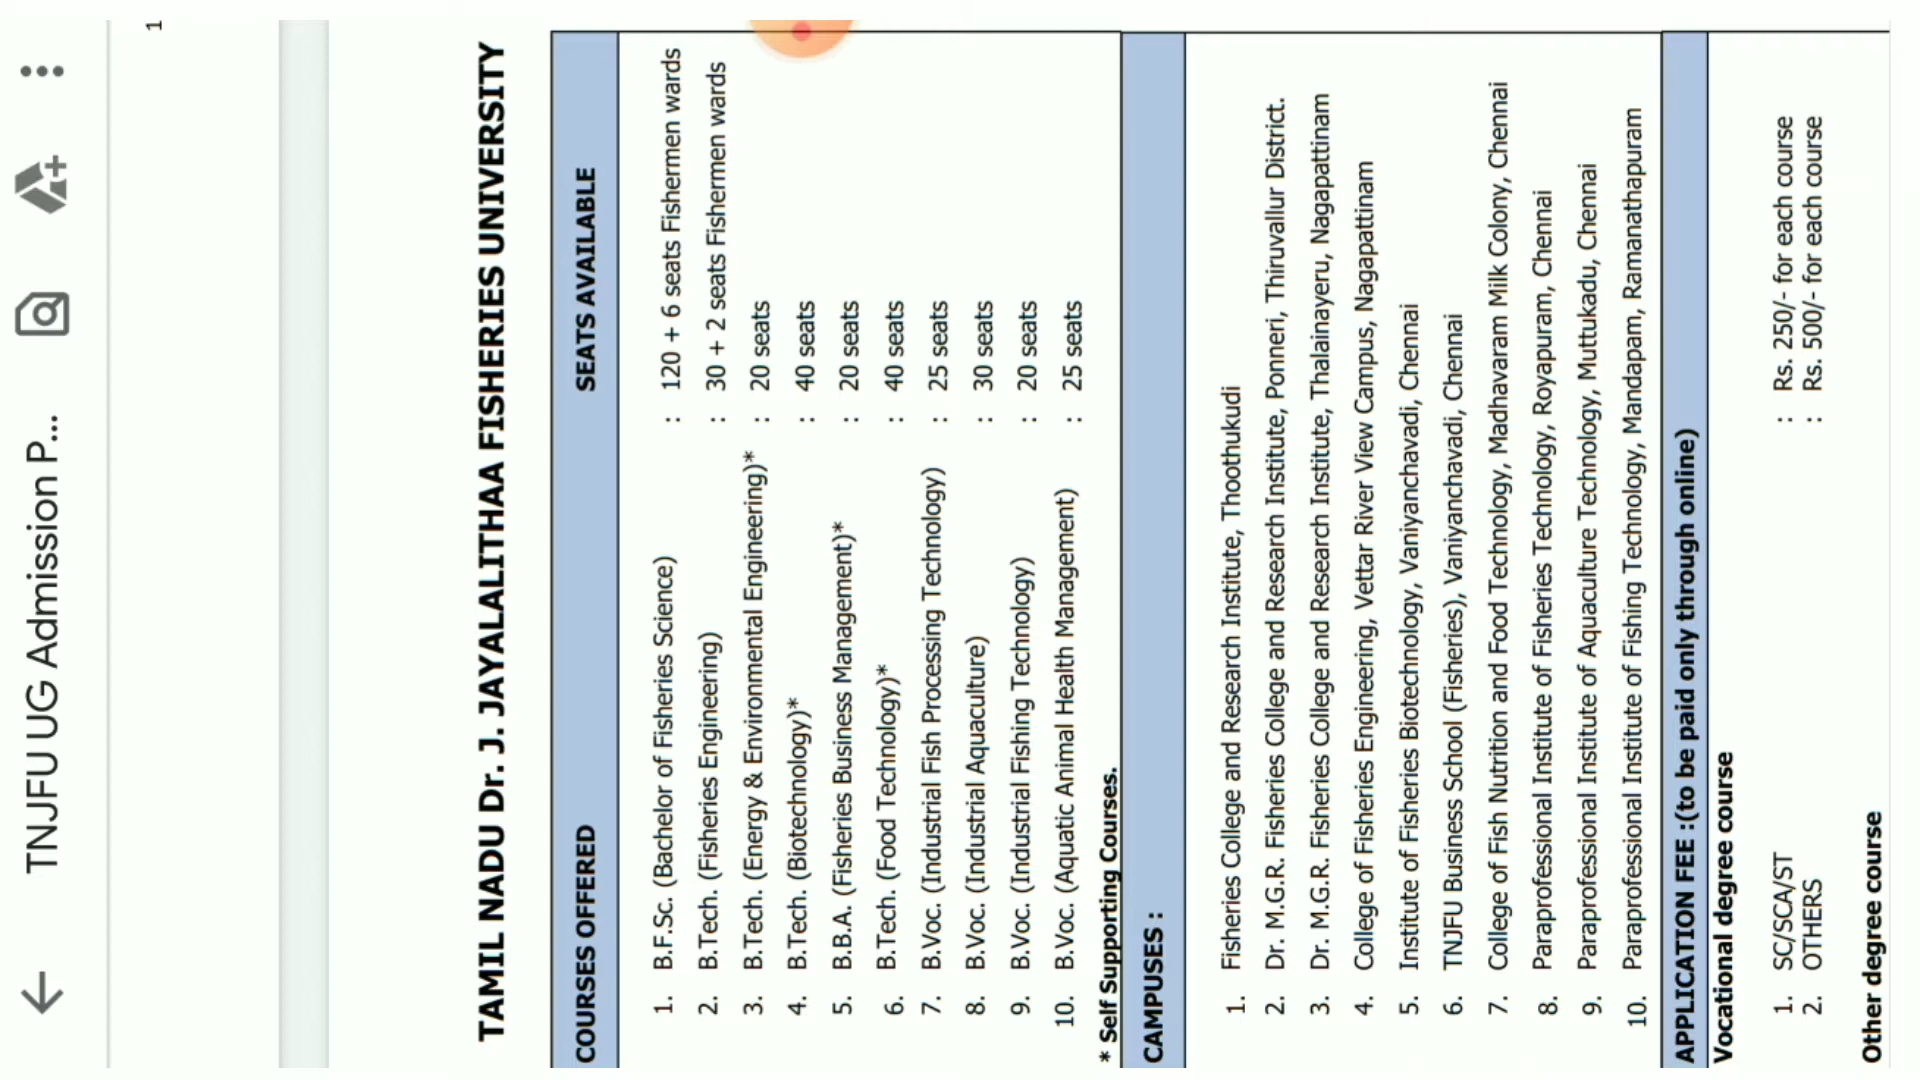 TNJFU UG Admission P...
1
TAMIL NADU Dr. J. JAYALALITHAA FISHERIES UNIVERSITY
COURSES OFFERED SEATS AVAILABLE
1. B.F.Sc. (Bachelor of Fisheries Science) : 120 + 6 seats Fishermen wards
2. B.Tech. (Fisheries Engineering) : 30 + 2 seats Fishermen wards
3. B.Tech. (Energy & Environmental Engineering)* : 20 seats
4. B.Tech. (Biotechnology)* : 40 seats
5. B.B.A. (Fisheries Business Management)* : 20 seats
6. B.Tech. (Food Technology)* : 40 seats
7. B.Voc. (Industrial Fish Processing Technology) : 25 seats
8. B.Voc. (Industrial Aquaculture) : 30 seats
9. B.Voc. (Industrial Fishing Technology) : 20 seats
10. B.Voc. (Aquatic Animal Health Management) : 25 seats
* Self Supporting Courses.
CAMPUSES :
1. Fisheries College and Research Institute, Thoothukudi
2. Dr. M.G.R. Fisheries College and Research Institute, Ponneri, Thiruvallur District.
3. Dr. M.G.R. Fisheries College and Research Institute, Thalainayeru, Nagapattinam
4. College of Fisheries Engineering, Vettar River View Campus, Nagapattinam
5. Institute of Fisheries Biotechnology, Vaniyanchavadi, Chennai
6. TNJFU Business School (Fisheries), Vaniyanchavadi, Chennai
7. College of Fish Nutrition and Food Technology, Madhavaram Milk Colony, Chennai
8. Paraprofessional Institute of Fisheries Technology, Royapuram, Chennai
9. Paraprofessional Institute of Aquaculture Technology, Muttukadu, Chennai
10. Paraprofessional Institute of Fishing Technology, Mandapam, Ramanathapuram
APPLICATION FEE :(to be paid only through online)
Vocational degree course
1. SC/SCA/ST : Rs. 250/- for each course
2. OTHERS : Rs. 500/- for each course
Other degree course